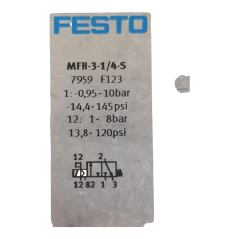 FESTO
MFH-3-1/4-S
7959 F123
1: -0,95- 10bar
-14,4- 145psi
12: 1- 8bar
13,8- 120psi
12 2
12 82 1 3